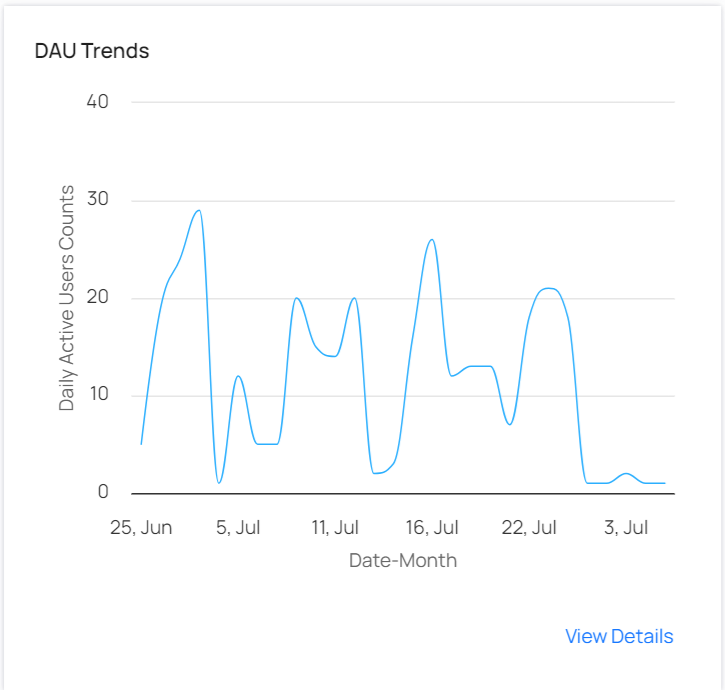 DAU Trends
40
30
20
10
0
Daily Active Users Counts
25, Jun 5, Jul 11, Jul 16, Jul 22, Jul 3, Jul
Date-Month
View Details